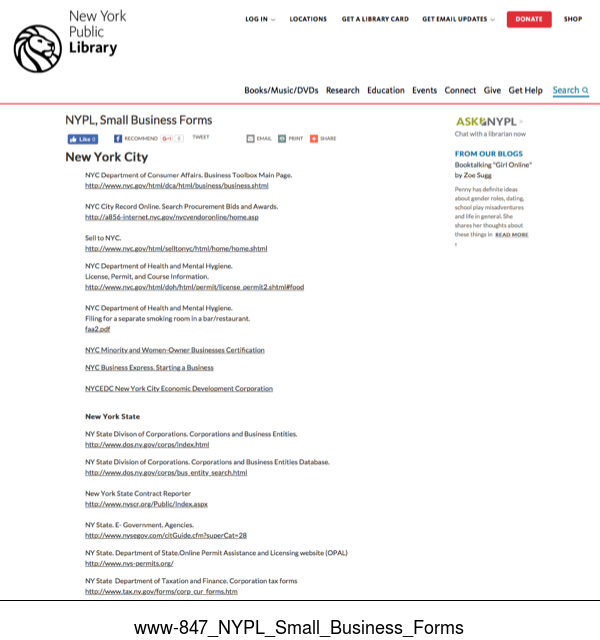 New York
Public
Library
LOG IN
LOCATIONS
GET A LIBRARY CARD
GET EMAIL UPDATES
DONATE
SHOP
Books/Music/DVDs Research Education Events Connect Give Get Help Search
NYPL, Small Business Forms
Like 0 RECOMMEND G+1 0 TWEET EMAIL PRINT SHARE
New York City
NYC Department of Consumer Affairs. Business Toolbox Main Page.
http://www.nyc.gov/html/dca/html/business/business.shtml
NYC City Record Online. Search Procurement Bids and Awards.
http://a856-internet.nyc.gov/nycvendoronline/home.asp
Sell to NYC.
http://www.nyc.gov/html/selltonyc/html/home/home.shtml
NYC Department of Health and Mental Hygiene.
License, Permit, and Course Information.
http://www.nyc.gov/html/doh/html/permit/license_permit2.shtml#food
NYC Department of Health and Mental Hygiene.
Filing for a separate smoking room in a bar/restaurant.
faa2.pdf
NYC Minority and Women-Owner Businesses Certification
NYC Business Express. Starting a Business
NYCEDC New York City Economic Development Corporation
New York State
NY State Divison of Corporations. Corporations and Business Entities.
http://www.dos.ny.gov/corps/index.html
NY State Division of Corporations. Corporations and Business Entities Database.
http://www.dos.ny.gov/corps/bus_entity_search.html
New York State Contract Reporter
http://www.nyscr.org/Public/Index.aspx
NY State. E- Government. Agencies.
http://www.nysegov.com/citGuide.cfm?superCat=28
NY State. Department of State.Online Permit Assistance and Licensing website (OPAL)
http://www.nys-permits.org/
NY State Department of Taxation and Finance. Corporation tax forms
http://www.tax.ny.gov/forms/corp_cur_forms.htm
ASK NYPL >
Chat with a librarian now
FROM OUR BLOGS
Booktalking "Girl Online"
by Zoe Sugg
Penny has definite ideas
about gender roles, dating,
school play misadventures
and life in general. She
shares her thoughts about
these things in READ MORE
www-847_NYPL_Small_Business_Forms